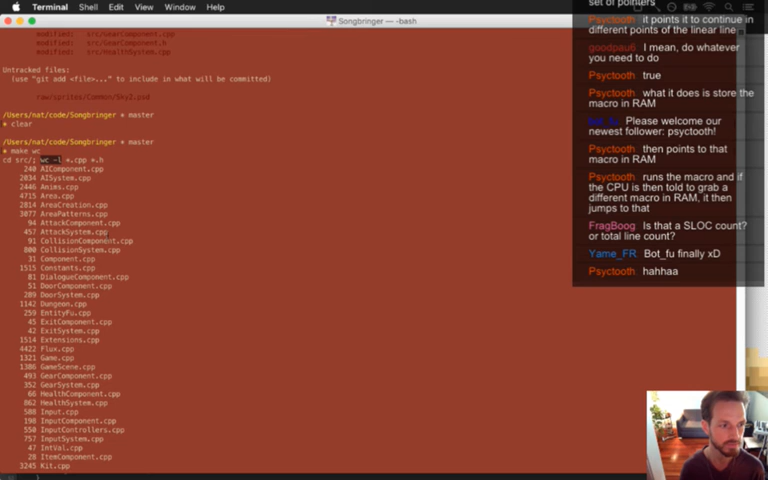 Terminal Shell Edit View Window Help
Songbringer — -bash
modified: src/GearComponent.cpp
modified: src/GearComponent.h
modified: src/HealthSystem.cpp
Untracked files:
(use "git add <file>..." to include in what will be committed)
raw/sprites/Common/Sky2.psd
/Users/nat/code/Songbringer * master
* clear
/Users/nat/code/Songbringer * master
* make wc
cd src/; wc -l *.cpp *.h
240 AIComponent.cpp
2034 AISystem.cpp
2446 Anims.cpp
4715 Area.cpp
2814 AreaCreation.cpp
3077 AreaPatterns.cpp
94 AttackComponent.cpp
457 AttackSystem.cpp
91 CollisionComponent.cpp
800 CollisionSystem.cpp
31 Component.cpp
1515 Constants.cpp
81 DialogueComponent.cpp
51 DoorComponent.cpp
289 DoorSystem.cpp
1142 Dungeon.cpp
259 EntityFu.cpp
45 ExitComponent.cpp
42 ExitSystem.cpp
1514 Extensions.cpp
4422 Flux.cpp
1321 Game.cpp
1386 GameScene.cpp
493 GearComponent.cpp
352 GearSystem.cpp
66 HealthComponent.cpp
862 HealthSystem.cpp
588 Input.cpp
198 InputComponent.cpp
550 InputControllers.cpp
757 InputSystem.cpp
47 IntVal.cpp
28 ItemComponent.cpp
3245 Kit.cpp
set of pointers
Psyctooth it points it to continue in
different points of the linear line
goodpau6 I mean, do whatever
you need to do
Psyctooth true
Psyctooth what it does is store the
macro in RAM
Bot_fu Please welcome our
newest follower: psyctooth!
Psyctooth then points to that
macro in RAM
Psyctooth runs the macro and if
the CPU is then told to grab a
different macro in RAM, it then
jumps to that
FragBoog Is that a SLOC count?
or total line count?
Yame_FR Bot_fu finally xD
Psyctooth hahhaa